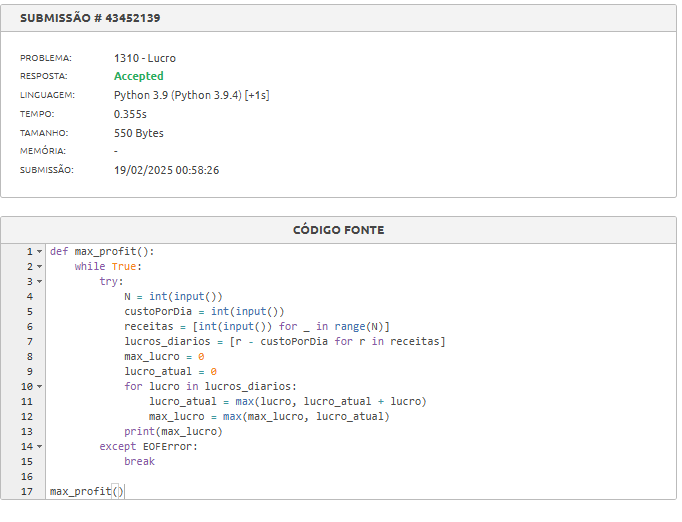 SUBMISSÃO # 43452139
PROBLEMA: 1310 - Lucro
RESPOSTA: Accepted
LINGUAGEM: Python 3.9 (Python 3.9.4) [+1s]
TEMPO: 0.355s
TAMANHO: 550 Bytes
MEMÓRIA: -
SUBMISSÃO: 19/02/2025 00:58:26
CÓDIGO FONTE
1 def max_profit():
2     while True:
3         try:
4             N = int(input())
5             custoPorDia = int(input())
6             receitas = [int(input()) for _ in range(N)]
7             lucros_diarios = [r - custoPorDia for r in receitas]
8             max_lucro = 0
9             lucro_atual = 0
10             for lucro in lucros_diarios:
11                 lucro_atual = max(lucro, lucro_atual + lucro)
12                 max_lucro = max(max_lucro, lucro_atual)
13             print(max_lucro)
14         except EOFError:
15             break
16
17 max_profit()